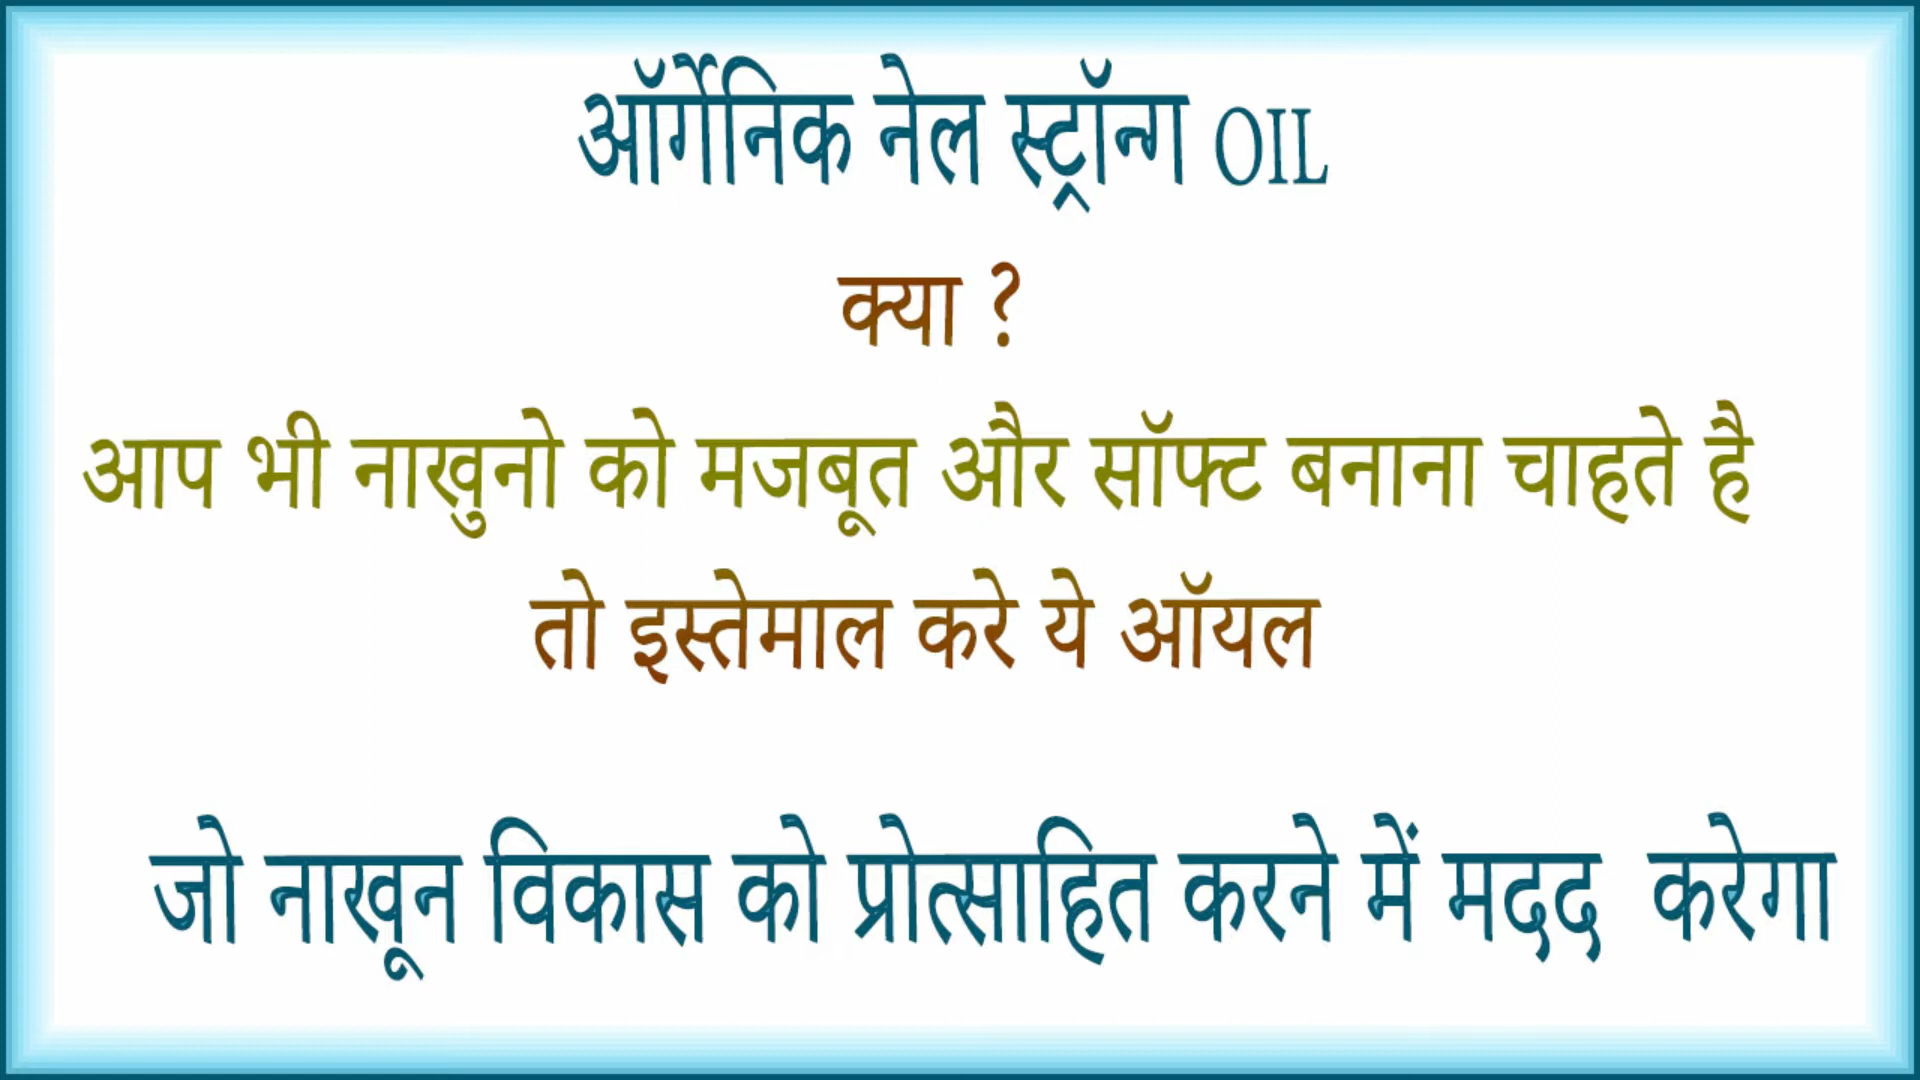 ऑर्गेनिक नेल स्ट्रॉन्ग OIL
क्या ?
आप भी नाखुनो को मजबूत और सॉफ्ट बनाना चाहते है
तो इस्तेमाल करे ये ऑयल
जो नाखून विकास को प्रोत्साहित करने में मदद करेगा